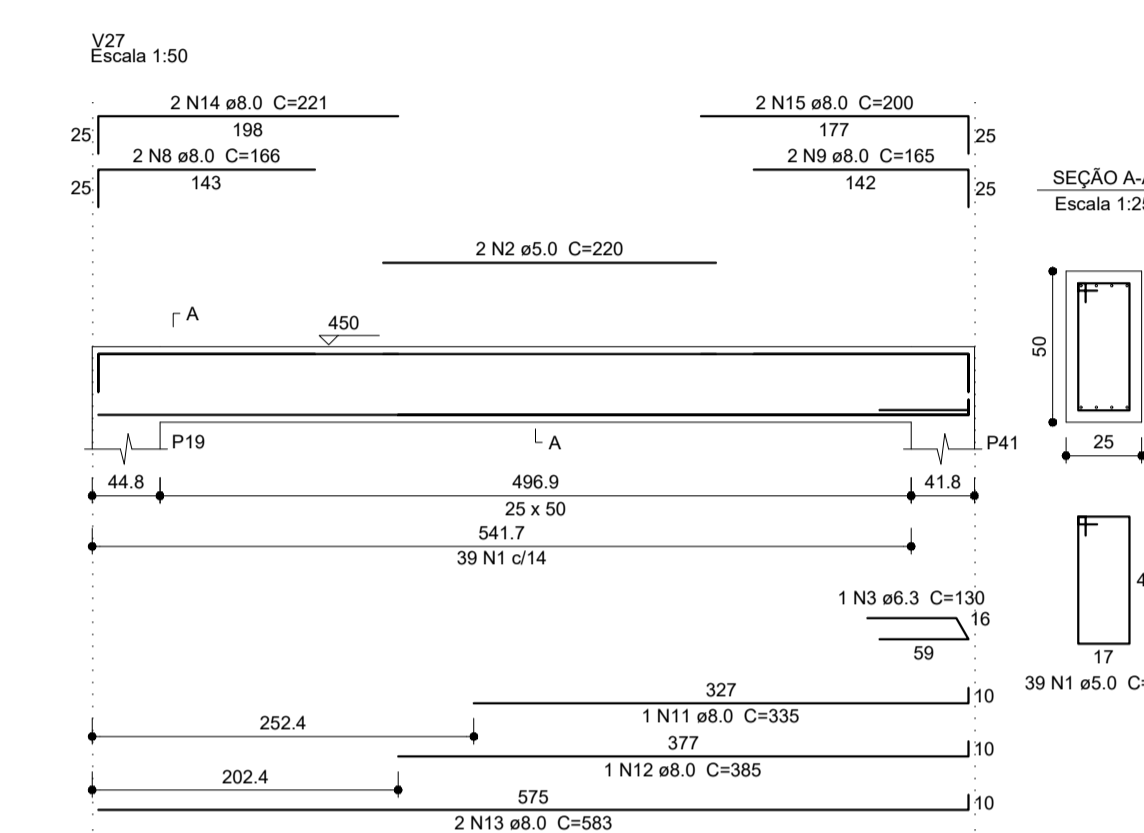 V27
Escala 1:50
2 N14 ø8.0 C=221
25
198
2 N15 ø8.0 C=200
177
25
2 N8 ø8.0 C=166
25
143
2 N9 ø8.0 C=165
142
25
SEÇÃO A-A
Escala 1:25
2 N2 ø5.0 C=220
A
450
50
P19
A
P41
25
44.8
496.9
41.8
25 x 50
541.7
39 N1 c/14
1 N3 ø6.3 C=130
16
59
4
17
39 N1 ø5.0 C=
327
10
1 N11 ø8.0 C=335
252.4
377
10
1 N12 ø8.0 C=385
202.4
575
10
2 N13 ø8.0 C=583